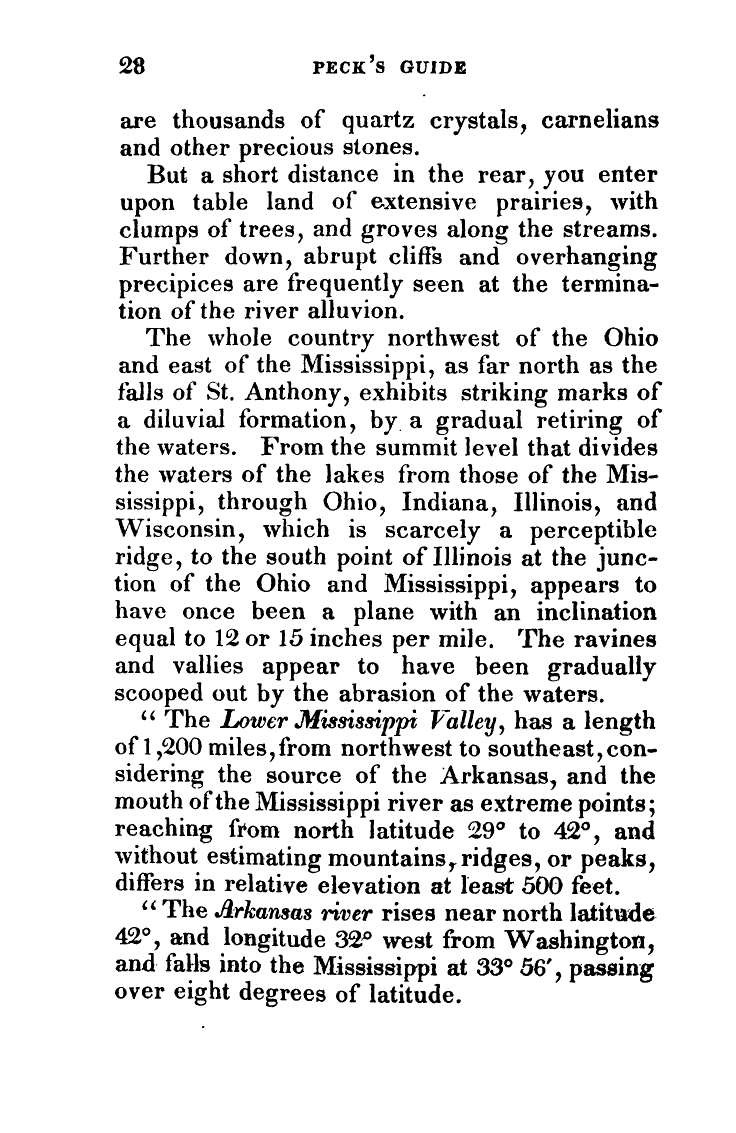 28 PECK'S GUIDE
are thousands of quartz crystals, carnelians
and other precious stones.
But a short distance in the rear, you enter
upon table land of extensive prairies, with
clumps of trees, and groves along the streams.
Further down, abrupt cliffs and overhanging
precipices are frequently seen at the termina-
tion of the river alluvion.
The whole country northwest of the Ohio
and east of the Mississippi, as far north as the
falls of St. Anthony, exhibits striking marks of
a diluvial formation, by a gradual retiring of
the waters. From the summit level that divides
the waters of the lakes from those of the Mis-
sissippi, through Ohio, Indiana, Illinois, and
Wisconsin, which is scarcely a perceptible
ridge, to the south point of Illinois at the junc-
tion of the Ohio and Mississippi, appears to
have once been a plane with an inclination
equal to 12 or 15 inches per mile. The ravines
and vallies appear to have been gradually
scooped out by the abrasion of the waters.
“ The Lower Mississippi Valley, has a length
of 1,200 miles, from northwest to southeast, con-
sidering the source of the Arkansas, and the
mouth of the Mississippi river as extreme points;
reaching from north latitude 29° to 42°, and
without estimating mountains, ridges, or peaks,
differs in relative elevation at least 500 feet.
“ The Arkansas river rises near north latitude
42°, and longitude 32° west from Washington,
and falls into the Mississippi at 33° 56′, passing
over eight degrees of latitude.